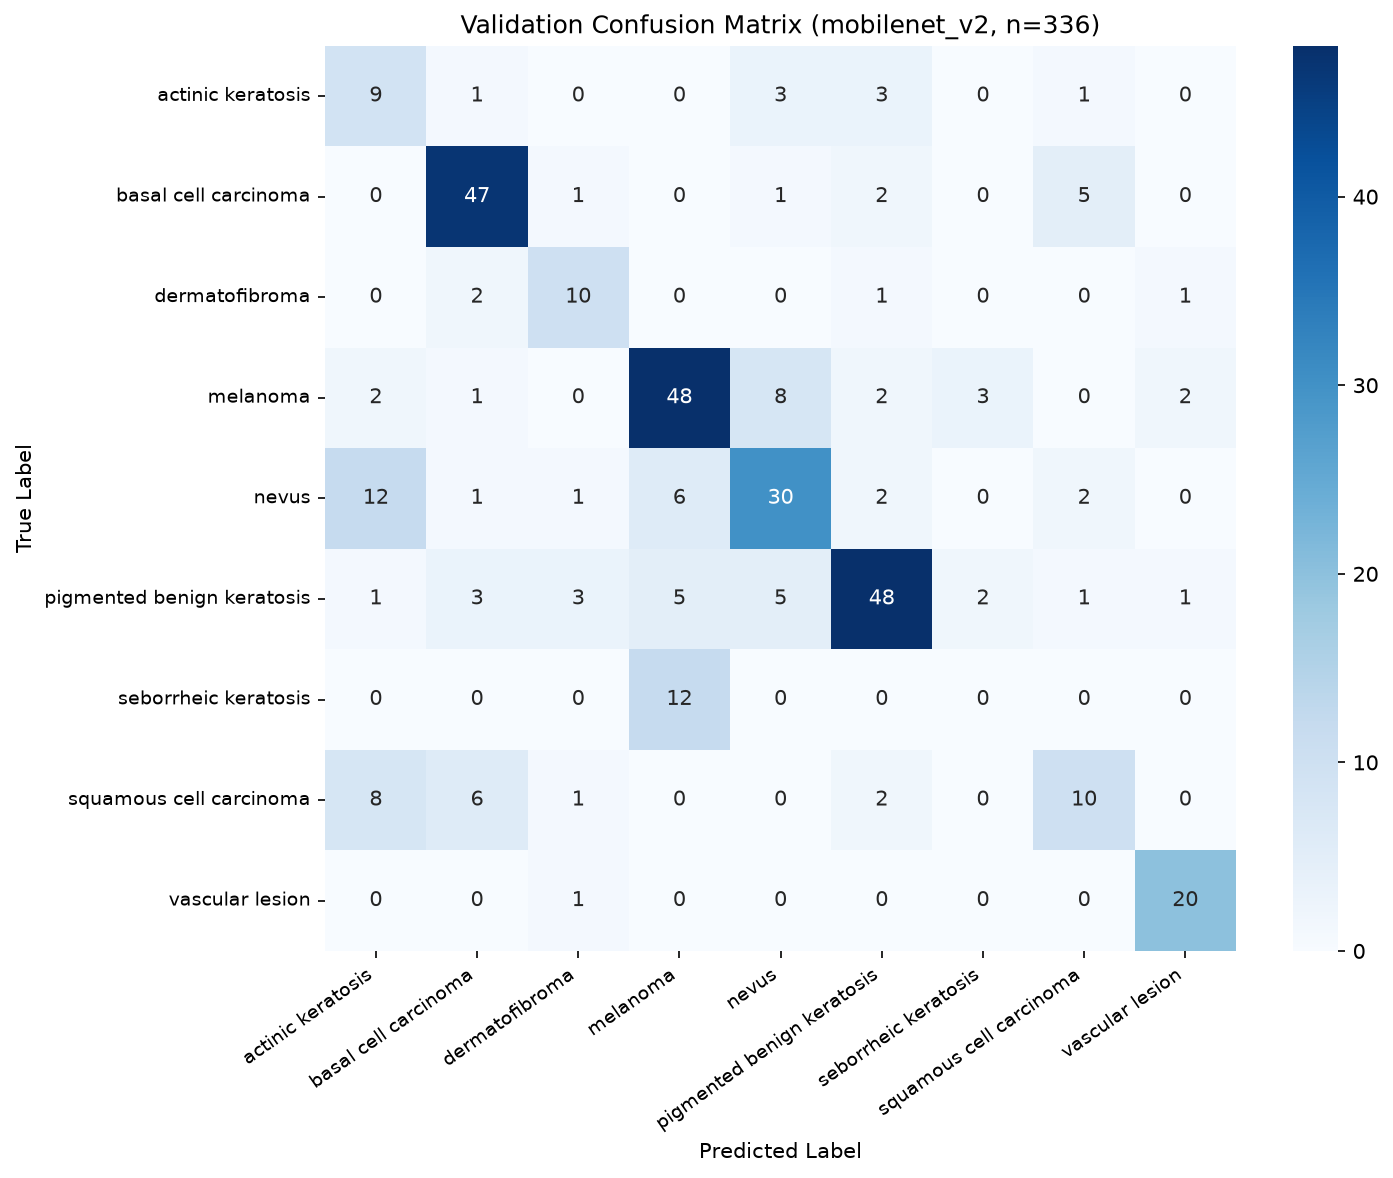 Validation Confusion Matrix (mobilenet_v2, n=336)
True Label
actinic keratosis 9 1 0 0 3 3 0 1 0
basal cell carcinoma 0 47 1 0 1 2 0 5 0
dermatofibroma 0 2 10 0 0 1 0 0 1
melanoma 2 1 0 48 8 2 3 0 2
nevus 12 1 1 6 30 2 0 2 0
pigmented benign keratosis 1 3 3 5 5 48 2 1 1
seborrheic keratosis 0 0 0 12 0 0 0 0 0
squamous cell carcinoma 8 6 1 0 0 2 0 10 0
vascular lesion 0 0 1 0 0 0 0 0 20
actinic keratosis
basal cell carcinoma
dermatofibroma
melanoma
nevus
pigmented benign keratosis
seborrheic keratosis
squamous cell carcinoma
vascular lesion
Predicted Label
40
30
20
10
0